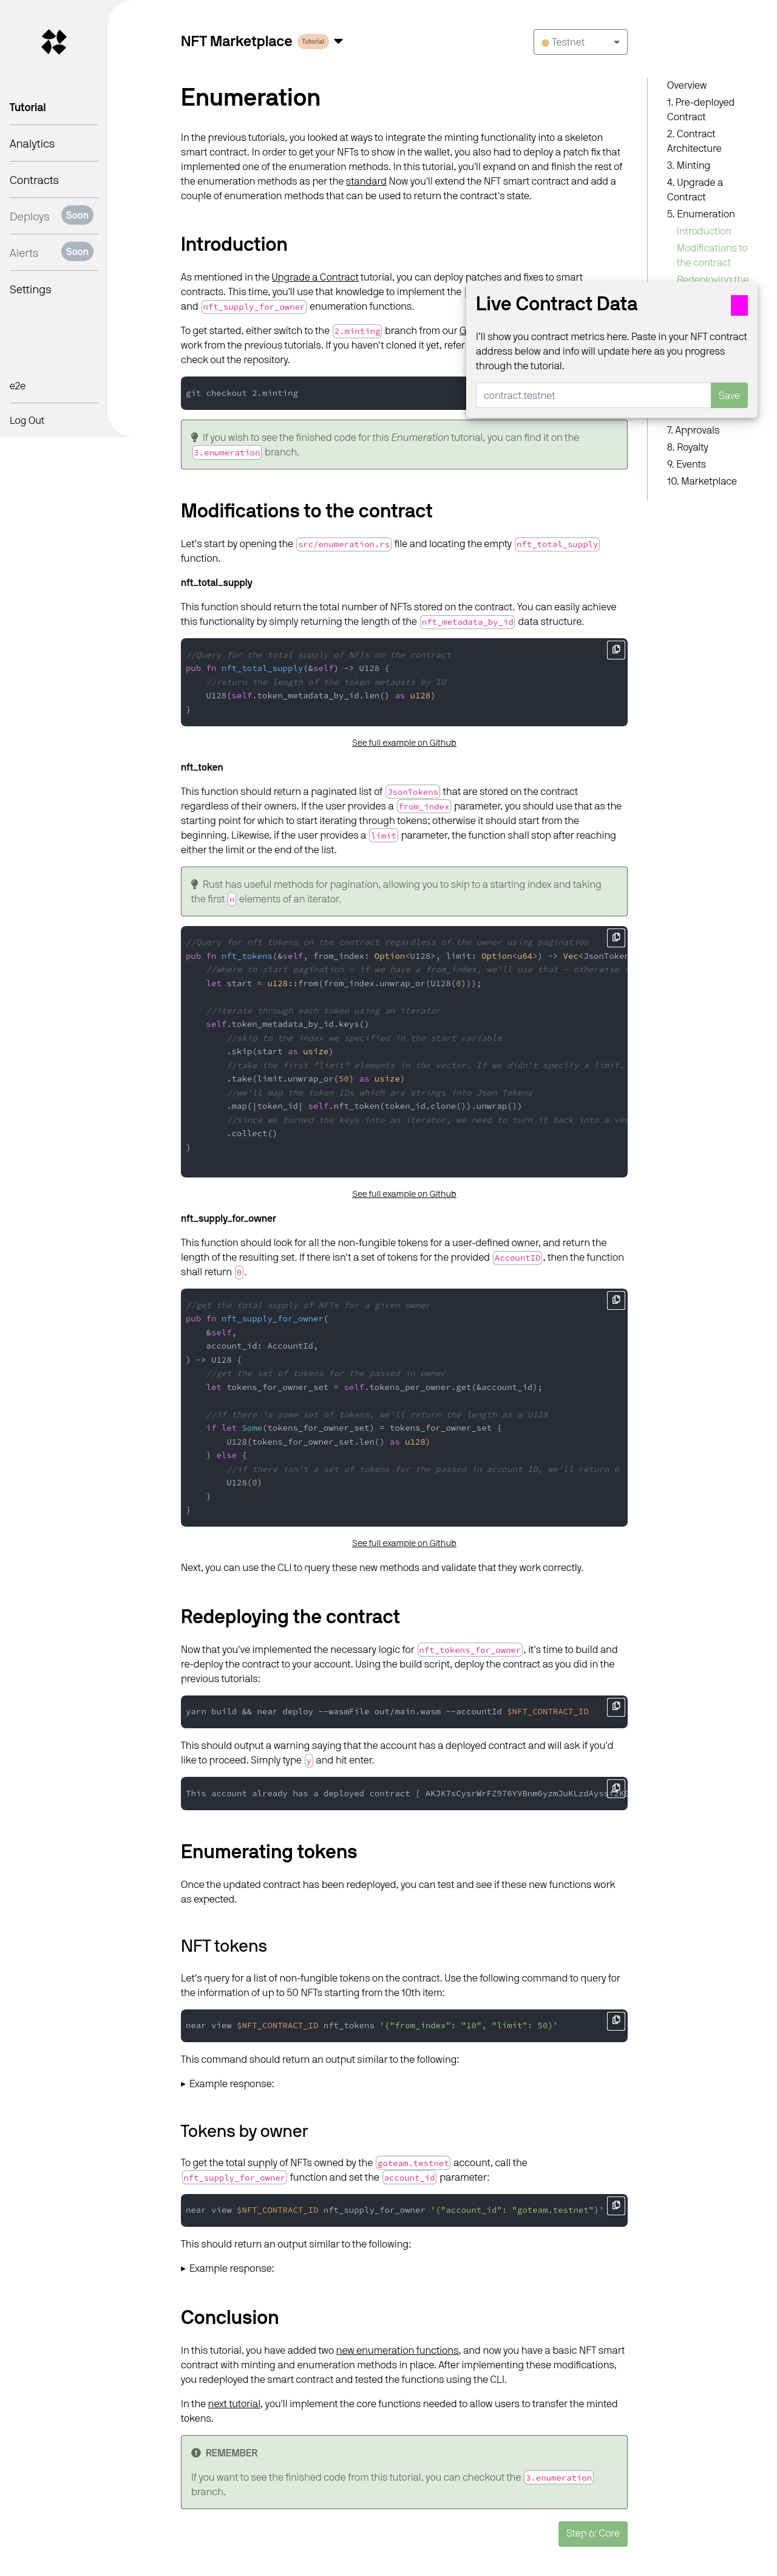 NFT Marketplace Tutorial
Testnet
Tutorial
Analytics
Contracts
Deploys Soon
Alerts Soon
Settings
e2e
Log Out
Overview
1. Pre-deployed
Contract
2. Contract
Architecture
3. Minting
4. Upgrade a
Contract
5. Enumeration
Introduction
Modifications to
the contract
Redeploying the
7. Approvals
8. Royalty
9. Events
10. Marketplace
Live Contract Data
I'll show you contract metrics here. Paste in your NFT contract
address below and info will update here as you progress
through the tutorial.
contract.testnet
Save
Enumeration
In the previous tutorials, you looked at ways to integrate the minting functionality into a skeleton
smart contract. In order to get your NFTs to show in the wallet, you also had to deploy a patch fix that
implemented one of the enumeration methods. In this tutorial, you'll expand on and finish the rest of
the enumeration methods as per the standard Now you'll extend the NFT smart contract and add a
couple of enumeration methods that can be used to return the contract's state.
Introduction
As mentioned in the Upgrade a Contract tutorial, you can deploy patches and fixes to smart
contracts. This time, you'll use that knowledge to implement the
and nft_supply_for_owner enumeration functions.
To get started, either switch to the 2.minting branch from our
work from the previous tutorials. If you haven't cloned it yet, refer
check out the repository.
git checkout 2.minting
If you wish to see the finished code for this Enumeration tutorial, you can find it on the
3.enumeration branch.
Modifications to the contract
Let's start by opening the src/enumeration.rs file and locating the empty nft_total_supply
function.
nft_total_supply
This function should return the total number of NFTs stored on the contract. You can easily achieve
this functionality by simply returning the length of the nft_metadata_by_id data structure.
//Query for the total supply of NFTs on the contract
pub fn nft_total_supply(&self) -> U128 {
//return the length of the token metadata by ID
U128(self.token_metadata_by_id.len() as u128)
}
See full example on Github
nft_token
This function should return a paginated list of JsonTokens that are stored on the contract
regardless of their owners. If the user provides a from_index parameter, you should use that as the
starting point for which to start iterating through tokens; otherwise it should start from the
beginning. Likewise, if the user provides a limit parameter, the function shall stop after reaching
either the limit or the end of the list.
Rust has useful methods for pagination, allowing you to skip to a starting index and taking
the first n elements of an iterator.
//Query for nft tokens on the contract regardless of the owner using pagination
pub fn nft_tokens(&self, from_index: Option<U128>, limit: Option<u64>) -> Vec<JsonToken
//where to start pagination - if we have a from_index, we'll use that - otherwise
let start = u128::from(from_index.unwrap_or(U128(0)));
//iterate through each token using an iterator
self.token_metadata_by_id.keys()
//skip to the index we specified in the start variable
.skip(start as usize)
//take the first "limit" elements in the vector. If we didn't specify a limit,
.take(limit.unwrap_or(50) as usize)
//we'll map the token IDs which are strings into Json Tokens
.map(|token_id| self.nft_token(token_id.clone()).unwrap())
//since we turned the keys into an iterator, we need to turn it back into a vec
.collect()
}
See full example on Github
nft_supply_for_owner
This function should look for all the non-fungible tokens for a user-defined owner, and return the
length of the resulting set. If there isn't a set of tokens for the provided AccountID, then the function
shall return 0.
//get the total supply of NFTs for a given owner
pub fn nft_supply_for_owner(
&self,
account_id: AccountId,
) -> U128 {
//get the set of tokens for the passed in owner
let tokens_for_owner_set = self.tokens_per_owner.get(&account_id);
//if there is some set of tokens, we'll return the length as a U128
if let Some(tokens_for_owner_set) = tokens_for_owner_set {
U128(tokens_for_owner_set.len() as u128)
} else {
//if there isn't a set of tokens for the passed in account ID, we'll return 0
U128(0)
}
}
See full example on Github
Next, you can use the CLI to query these new methods and validate that they work correctly.
Redeploying the contract
Now that you've implemented the necessary logic for nft_tokens_for_owner, it's time to build and
re-deploy the contract to your account. Using the build script, deploy the contract as you did in the
previous tutorials:
yarn build && near deploy --wasmFile out/main.wasm --accountId $NFT_CONTRACT_ID
This should output a warning saying that the account has a deployed contract and will ask if you'd
like to proceed. Simply type y and hit enter.
This account already has a deployed contract [
Enumerating tokens
Once the updated contract has been redeployed, you can test and see if these new functions work
as expected.
NFT tokens
Let's query for a list of non-fungible tokens on the contract. Use the following command to query for
the information of up to 50 NFTs starting from the 10th item:
near view $NFT_CONTRACT_ID nft_tokens '{"from_index": "10", "limit": 50}'
This command should return an output similar to the following:
Example response:
Tokens by owner
To get the total supply of NFTs owned by the goteam.testnet account, call the
nft_supply_for_owner function and set the account_id parameter:
near view $NFT_CONTRACT_ID nft_supply_for_owner '{"account_id": "goteam.testnet"}'
This should return an output similar to the following:
Example response:
Conclusion
In this tutorial, you have added two new enumeration functions, and now you have a basic NFT smart
contract with minting and enumeration methods in place. After implementing these modifications,
you redeployed the smart contract and tested the functions using the CLI.
In the next tutorial, you'll implement the core functions needed to allow users to transfer the minted
tokens.
REMEMBER
If you want to see the finished code from this tutorial, you can checkout the 3.enumeration
branch.
Step 6: Core